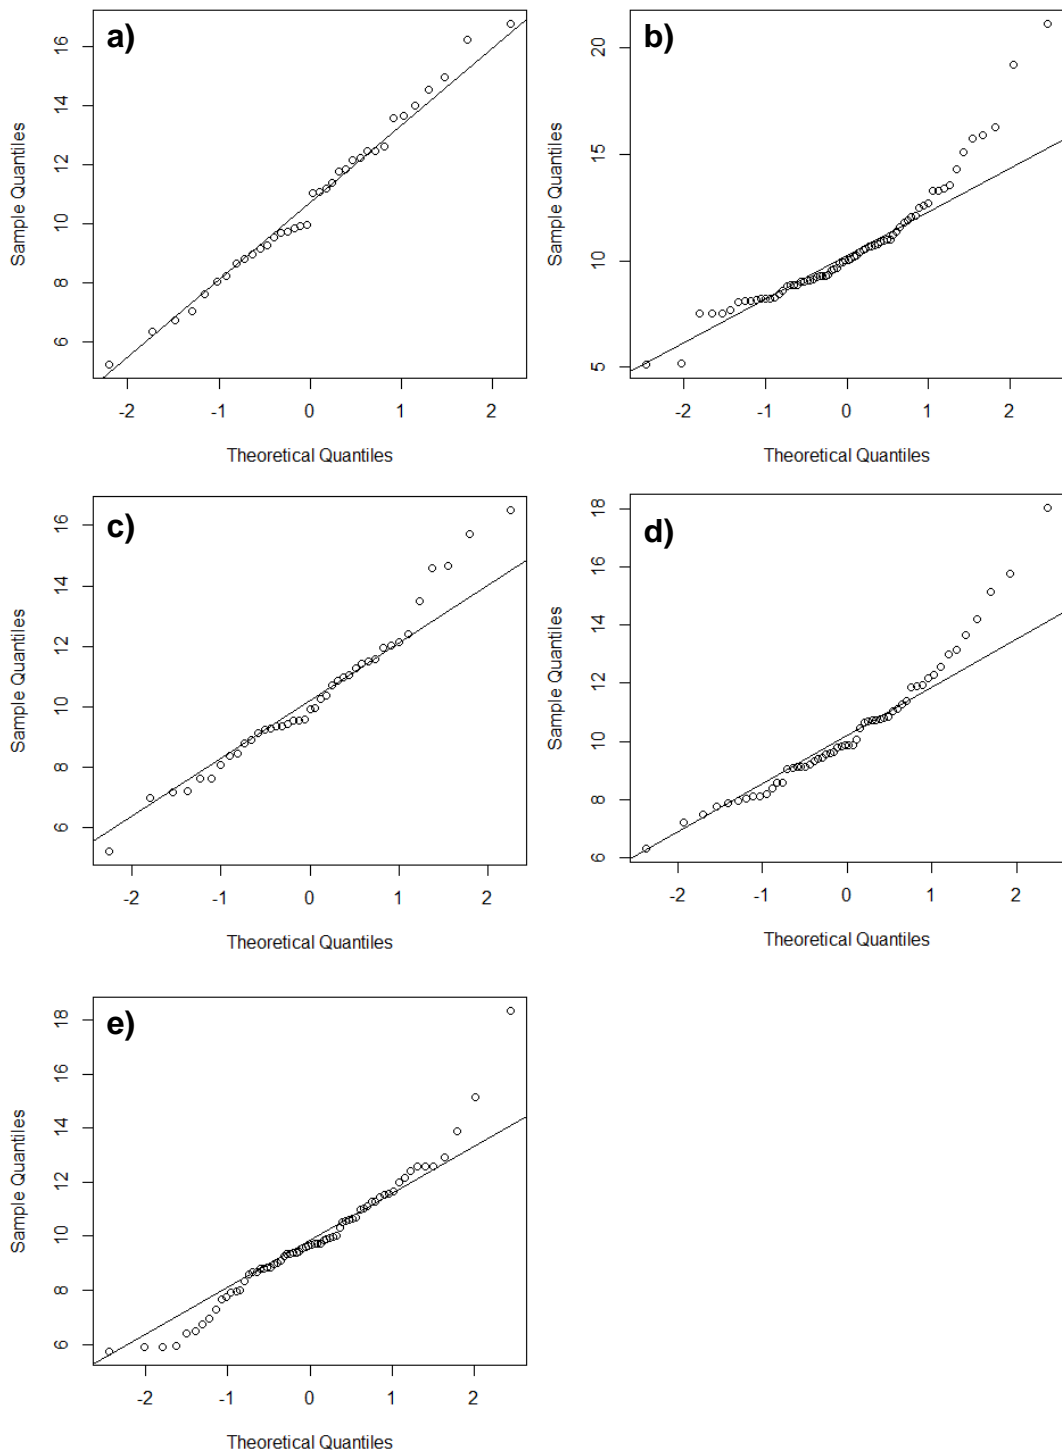 a)
16
14
12
10
8
6
Sample Quantiles
-2 -1 0 1 2
Theoretical Quantiles
b)
20
15
10
5
Sample Quantiles
-2 -1 0 1 2
Theoretical Quantiles
c)
16
14
12
10
8
6
Sample Quantiles
-2 -1 0 1 2
Theoretical Quantiles
d)
18
16
14
12
10
8
6
Sample Quantiles
-2 -1 0 1 2
Theoretical Quantiles
e)
18
16
14
12
10
8
6
Sample Quantiles
-2 -1 0 1 2
Theoretical Quantiles